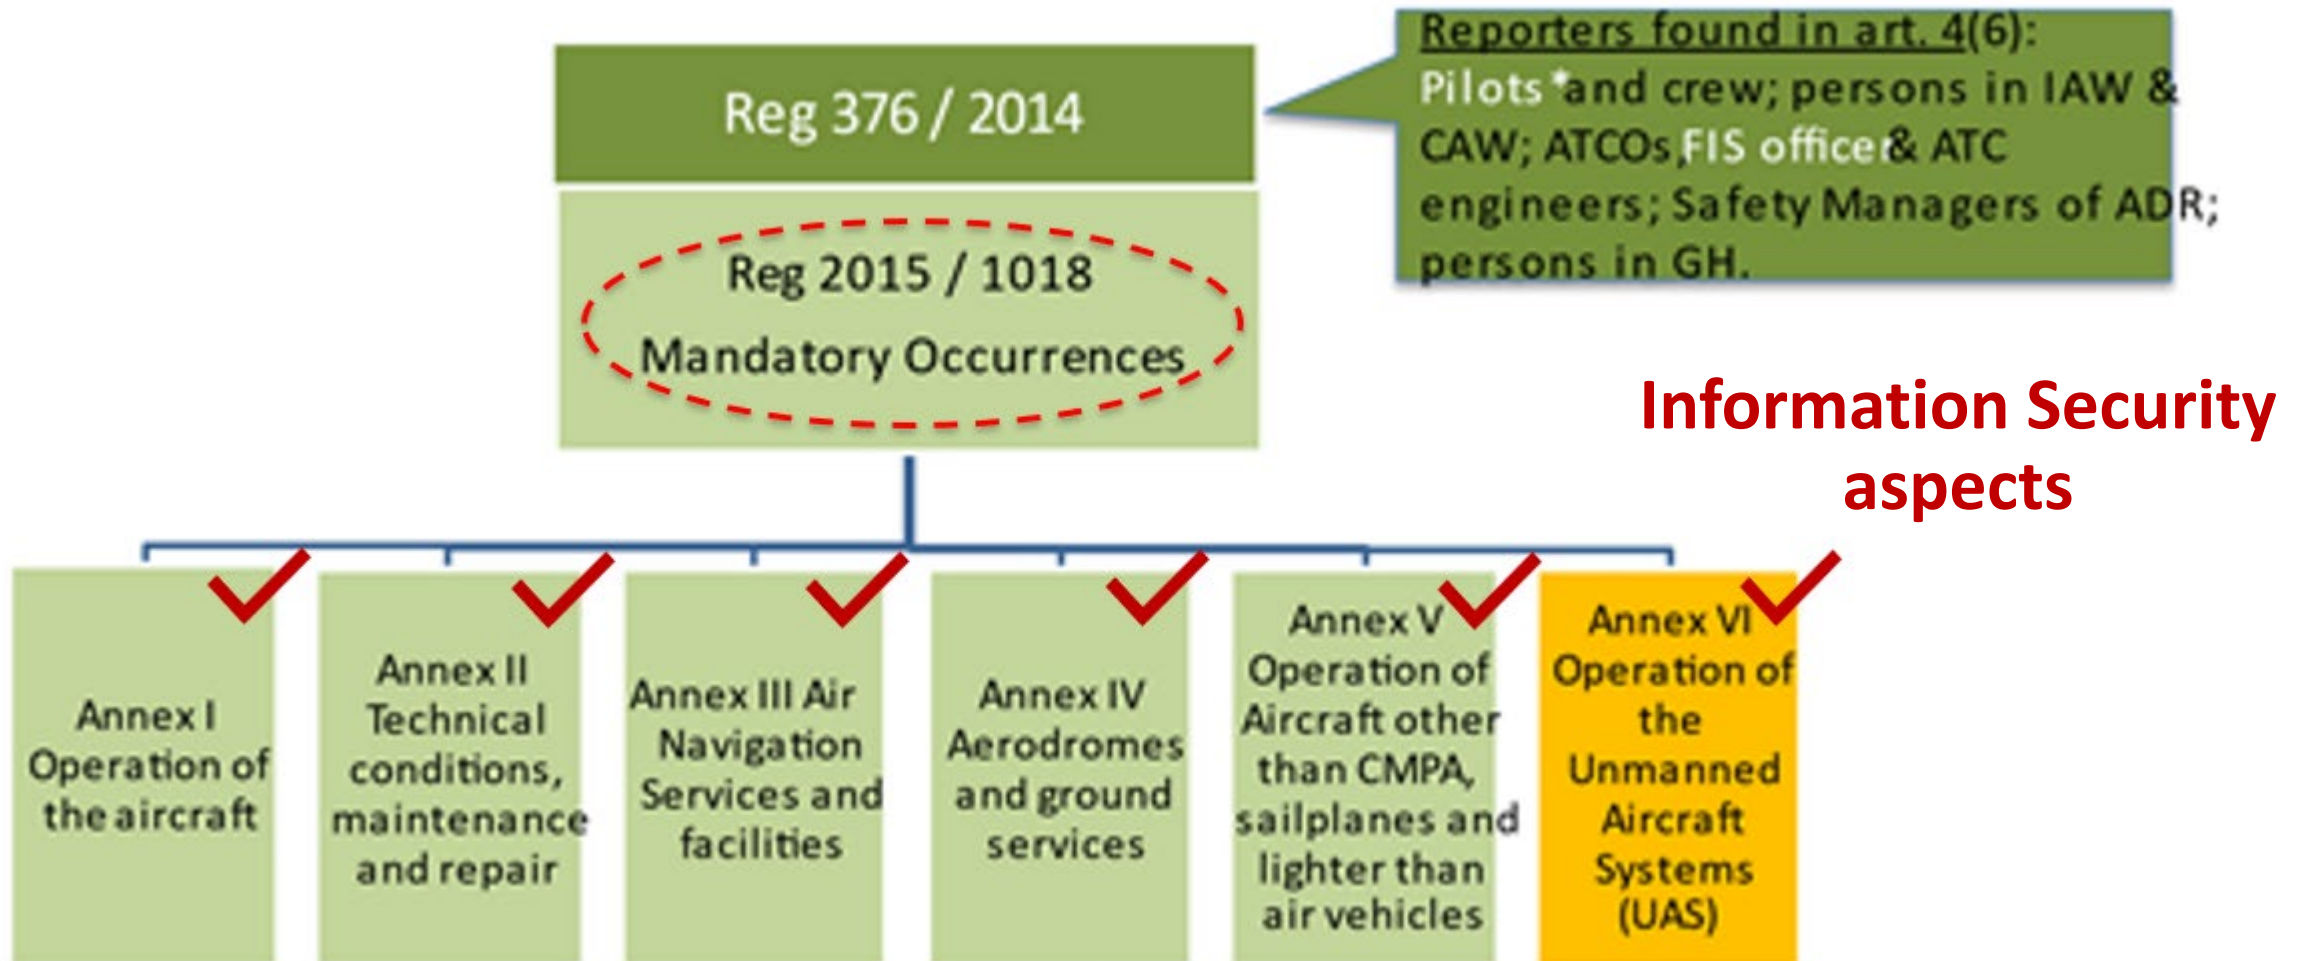 Reg 376 / 2014
Reporters found in art. 4(6):
Pilots* and crew; persons in IAW &
CAW; ATCOs, FIS officer & ATC
engineers; Safety Managers of ADR;
persons in GH.
Reg 2015 / 1018
Mandatory Occurrences
Information Security
aspects
Annex I
Operation of
the aircraft
Annex II
Technical
conditions,
maintenance
and repair
Annex III Air
Navigation
Services and
facilities
Annex IV
Aerodromes
and ground
services
Annex V
Operation of
Aircraft other
than CMPA,
sailplanes and
lighter than
air vehicles
Annex VI
Operation of
the
Unmanned
Aircraft
Systems
(UAS)